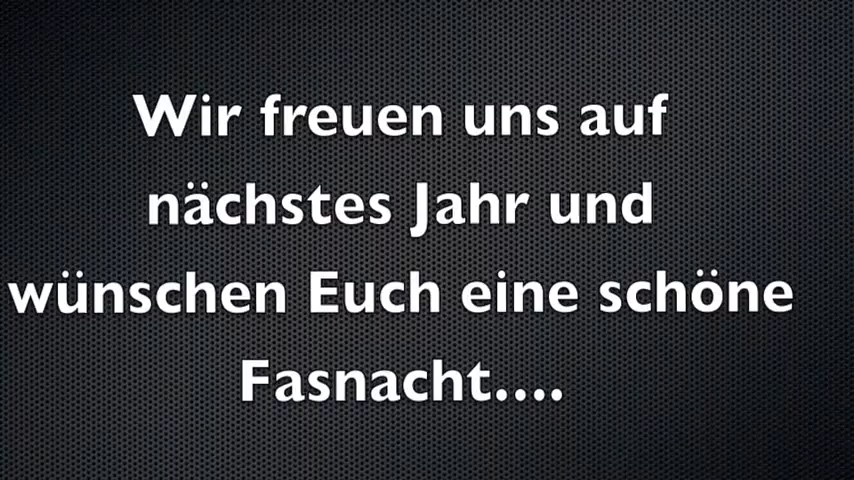 Wir freuen uns auf
nächstes Jahr und
wünschen Euch eine schöne
Fasnacht....